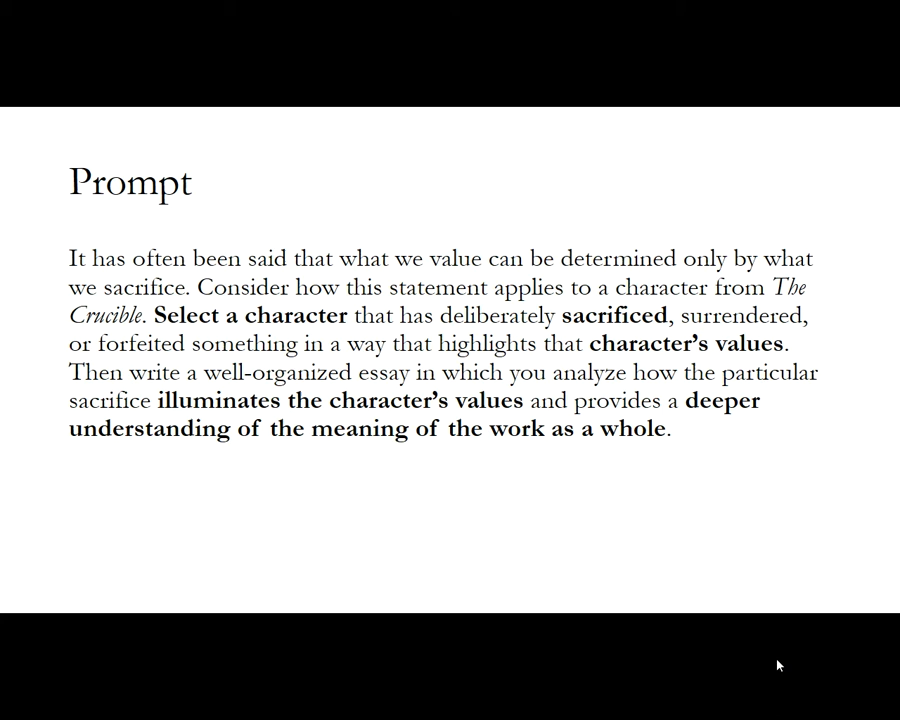 Prompt
It has often been said that what we value can be determined only by what
we sacrifice. Consider how this statement applies to a character from The
Crucible. Select a character that has deliberately sacrificed, surrendered,
or forfeited something in a way that highlights that character’s values.
Then write a well-organized essay in which you analyze how the particular
sacrifice illuminates the character’s values and provides a deeper
understanding of the meaning of the work as a whole.